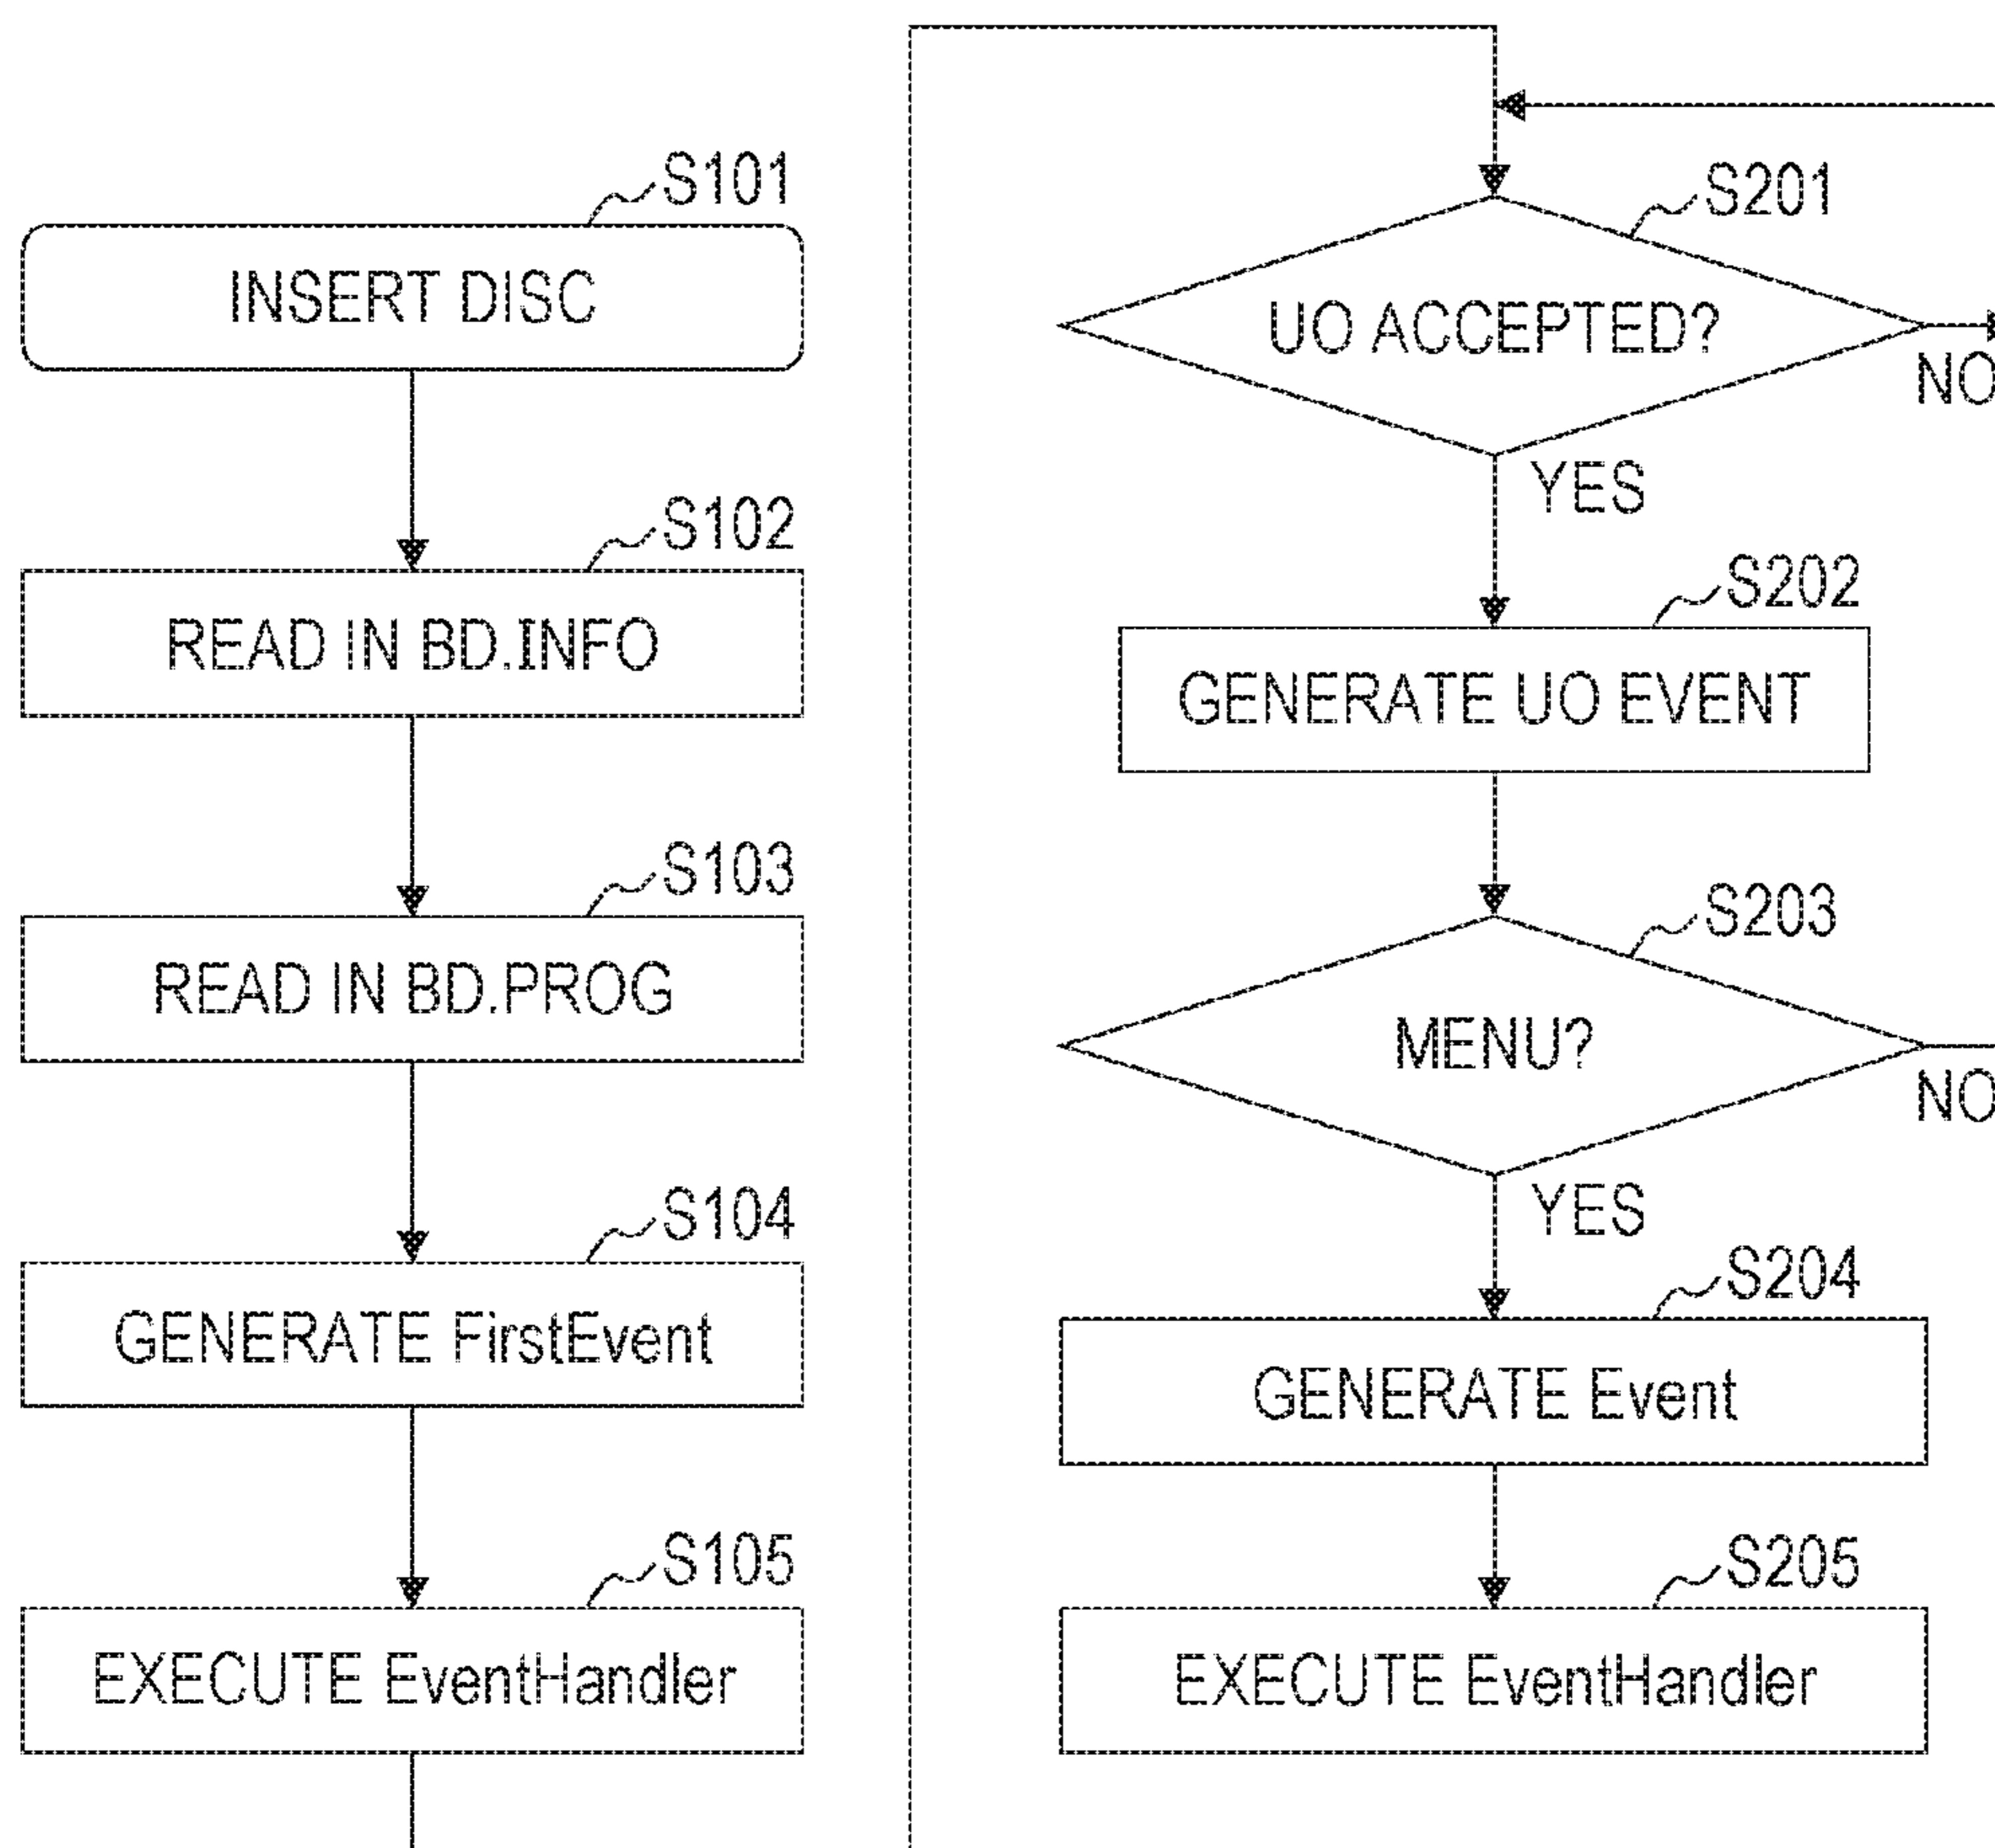 S101
INSERT DISC
S102
READ IN BD.INFO
S103
READ IN BD.PROG
S104
GENERATE FirstEvent
S105
EXECUTE EventHandler
S201
UO ACCEPTED?
NO
YES
S202
GENERATE UO EVENT
S203
MENU?
NO
YES
S204
GENERATE Event
S205
EXECUTE EventHandler